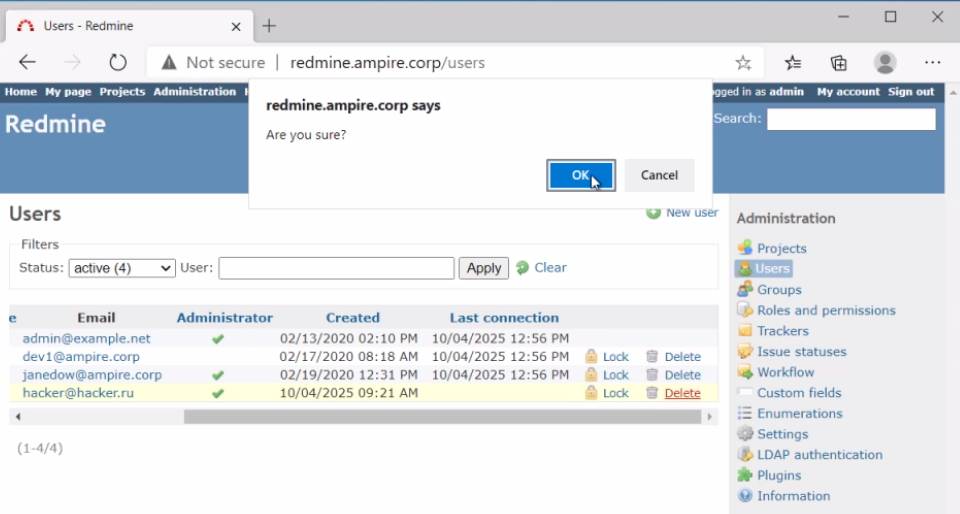 Users - Redmine
Not secure | redmine.ampire.corp/users
Home My page Projects Administration
ogged in as admin My account Sign out
redmine.ampire.corp says
Are you sure?
OK Cancel
Redmine
Search:
Users
New user
Filters
Status: active (4) User: Apply Clear
e Email Administrator Created Last connection
admin@example.net 02/13/2020 02:10 PM 10/04/2025 12:56 PM
dev1@ampire.corp 02/17/2020 08:18 AM 10/04/2025 12:56 PM Lock Delete
janedow@ampire.corp 02/19/2020 12:31 PM 10/04/2025 12:56 PM Lock Delete
hacker@hacker.ru 10/04/2025 09:21 AM Lock Delete
(1-4/4)
Administration
Projects
Users
Groups
Roles and permissions
Trackers
Issue statuses
Workflow
Custom fields
Enumerations
Settings
LDAP authentication
Plugins
Information